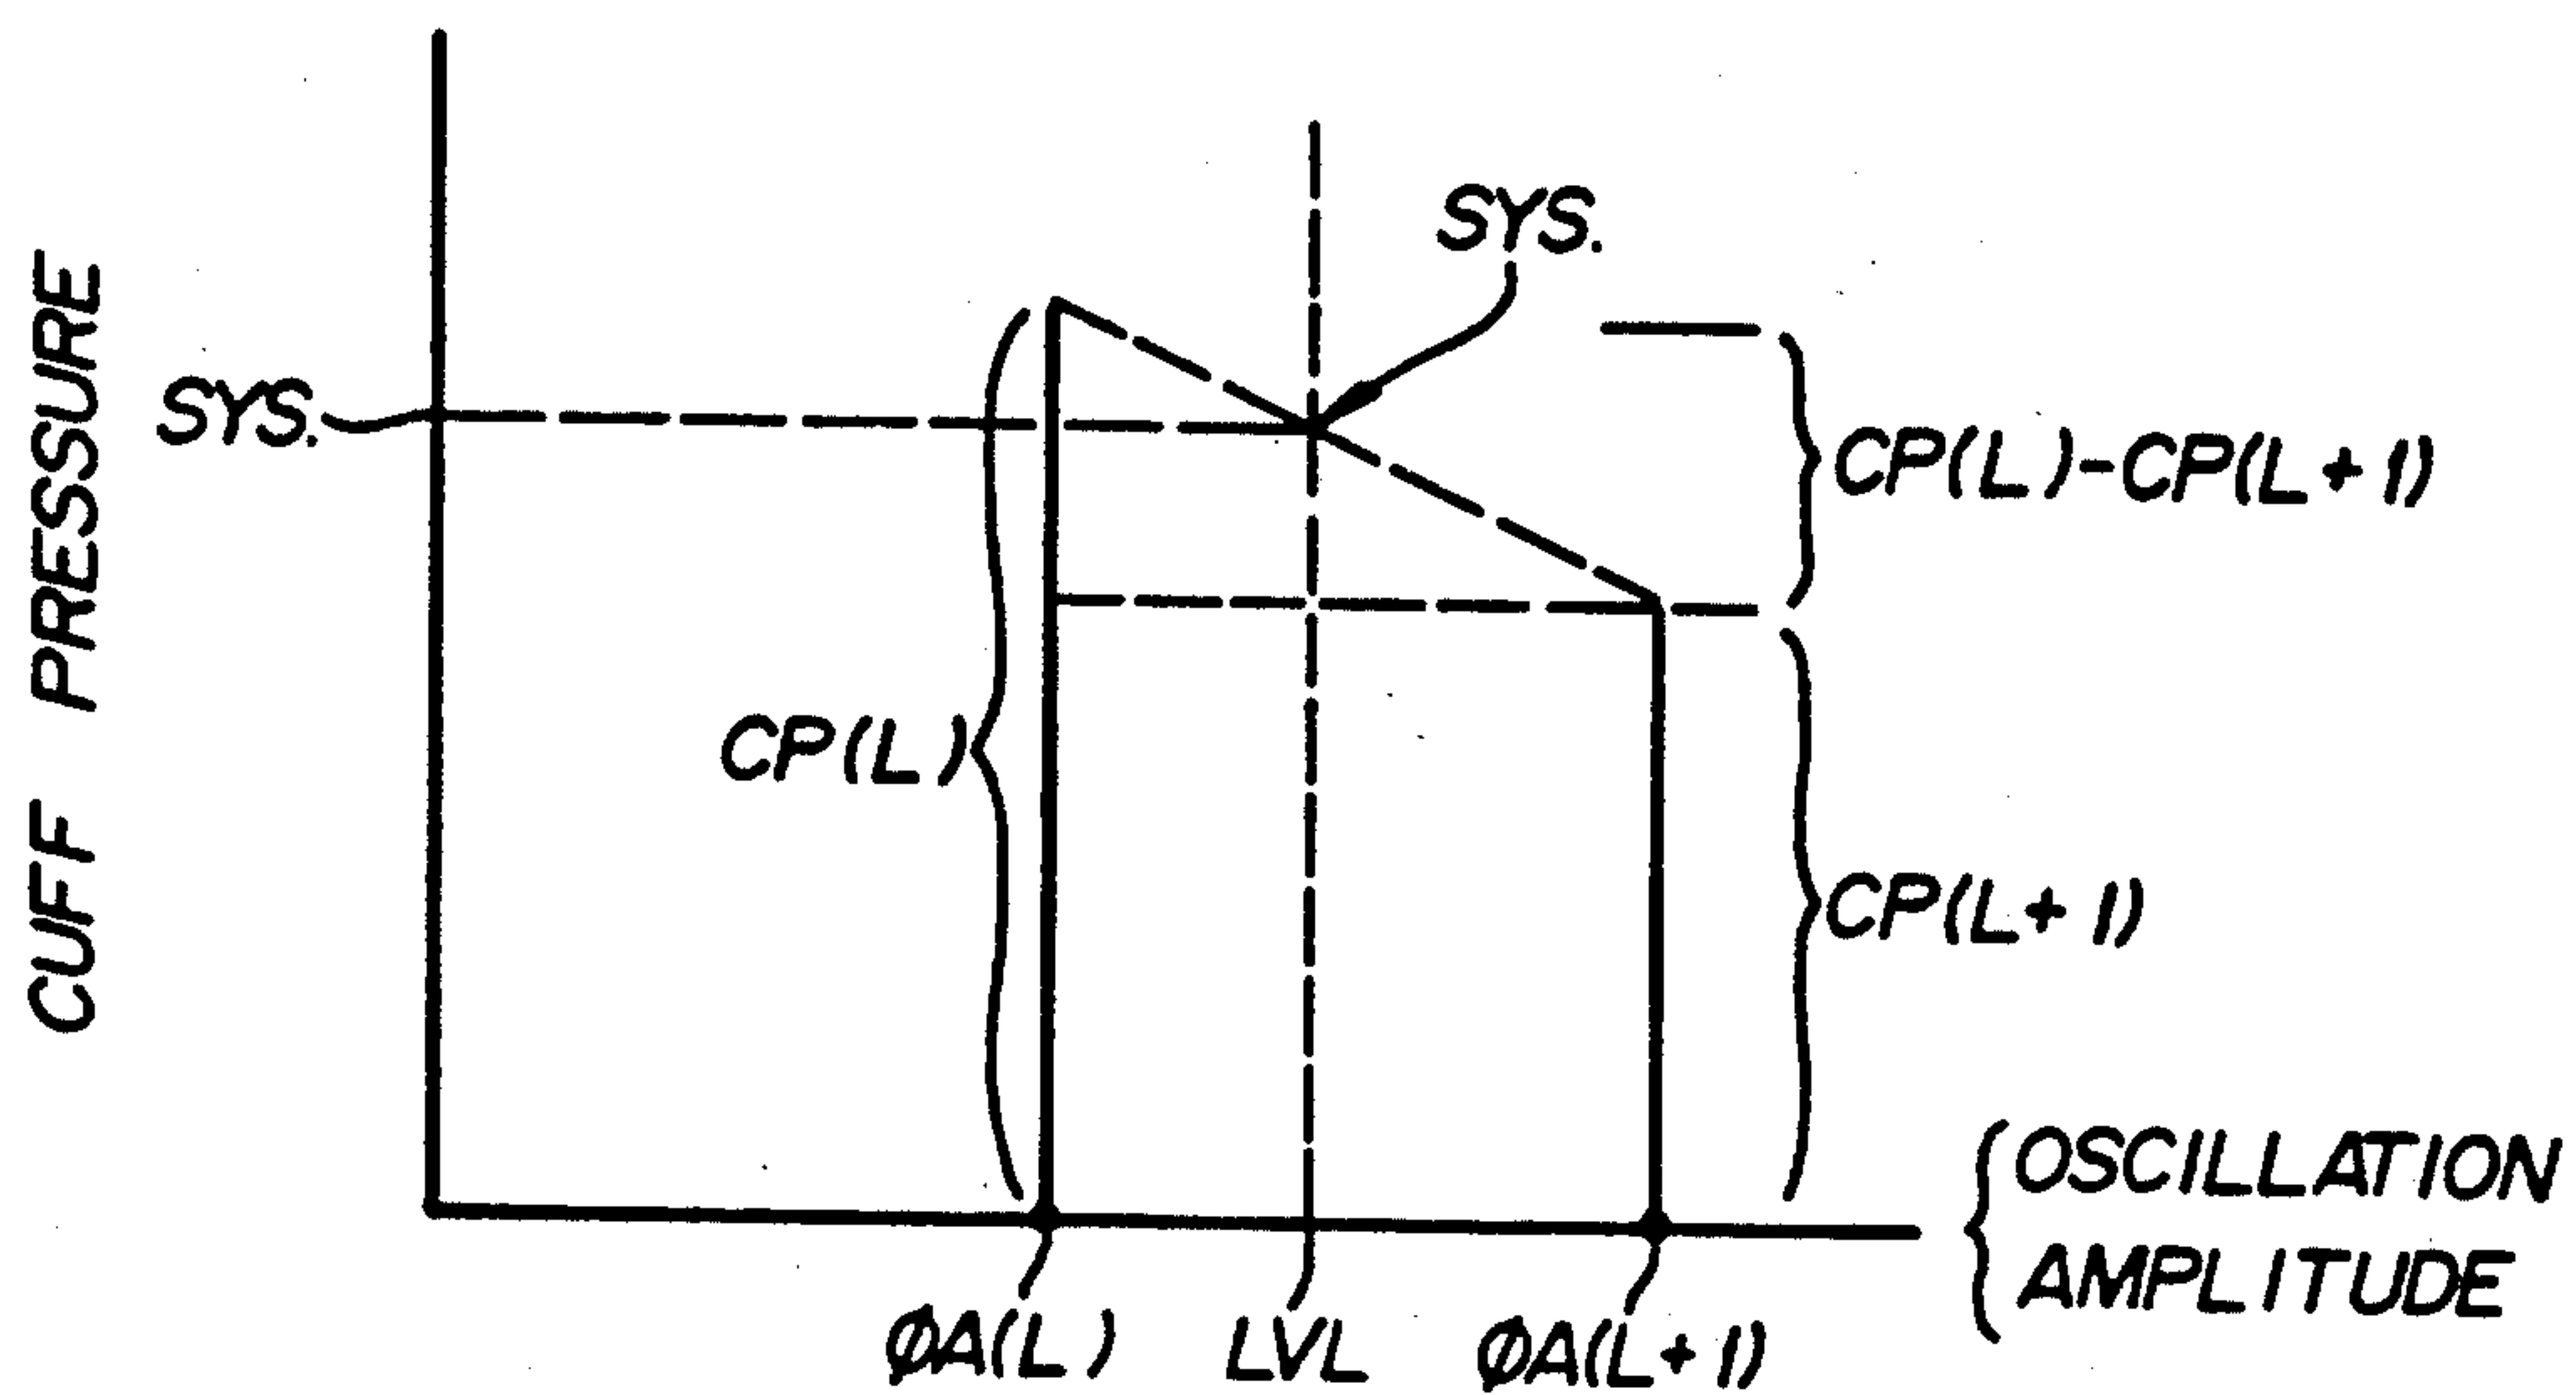 CUFF PRESSURE
SYS.
SYS.
CP(L)-CP(L+1)
CP(L)
CP(L+1)
OSCILLATION
AMPLITUDE
ØA(L)
LVL
ØA(L+1)